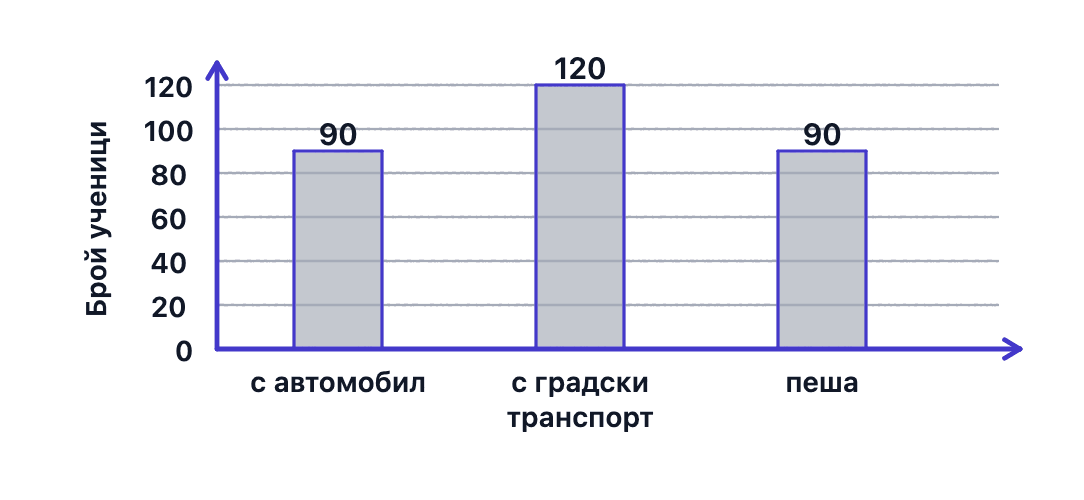 Брой ученици
120
100
80
60
40
20
0
90
120
90
с автомобил
с градски
транспорт
пеша